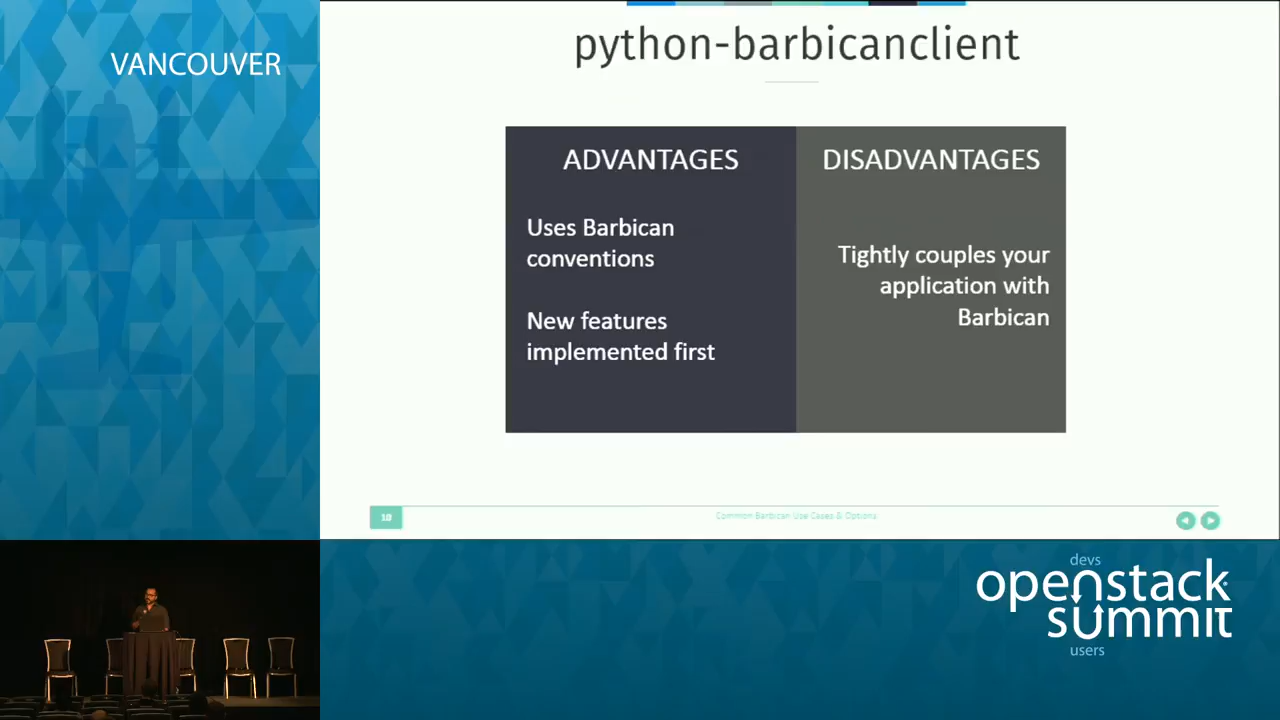 VANCOUVER
python-barbicanclient
ADVANTAGES
Uses Barbican
conventions
New features
implemented first
DISADVANTAGES
Tightly couples your
application with
Barbican
10
Common Barbican Use Cases & Options
devs
openstack
summit
users